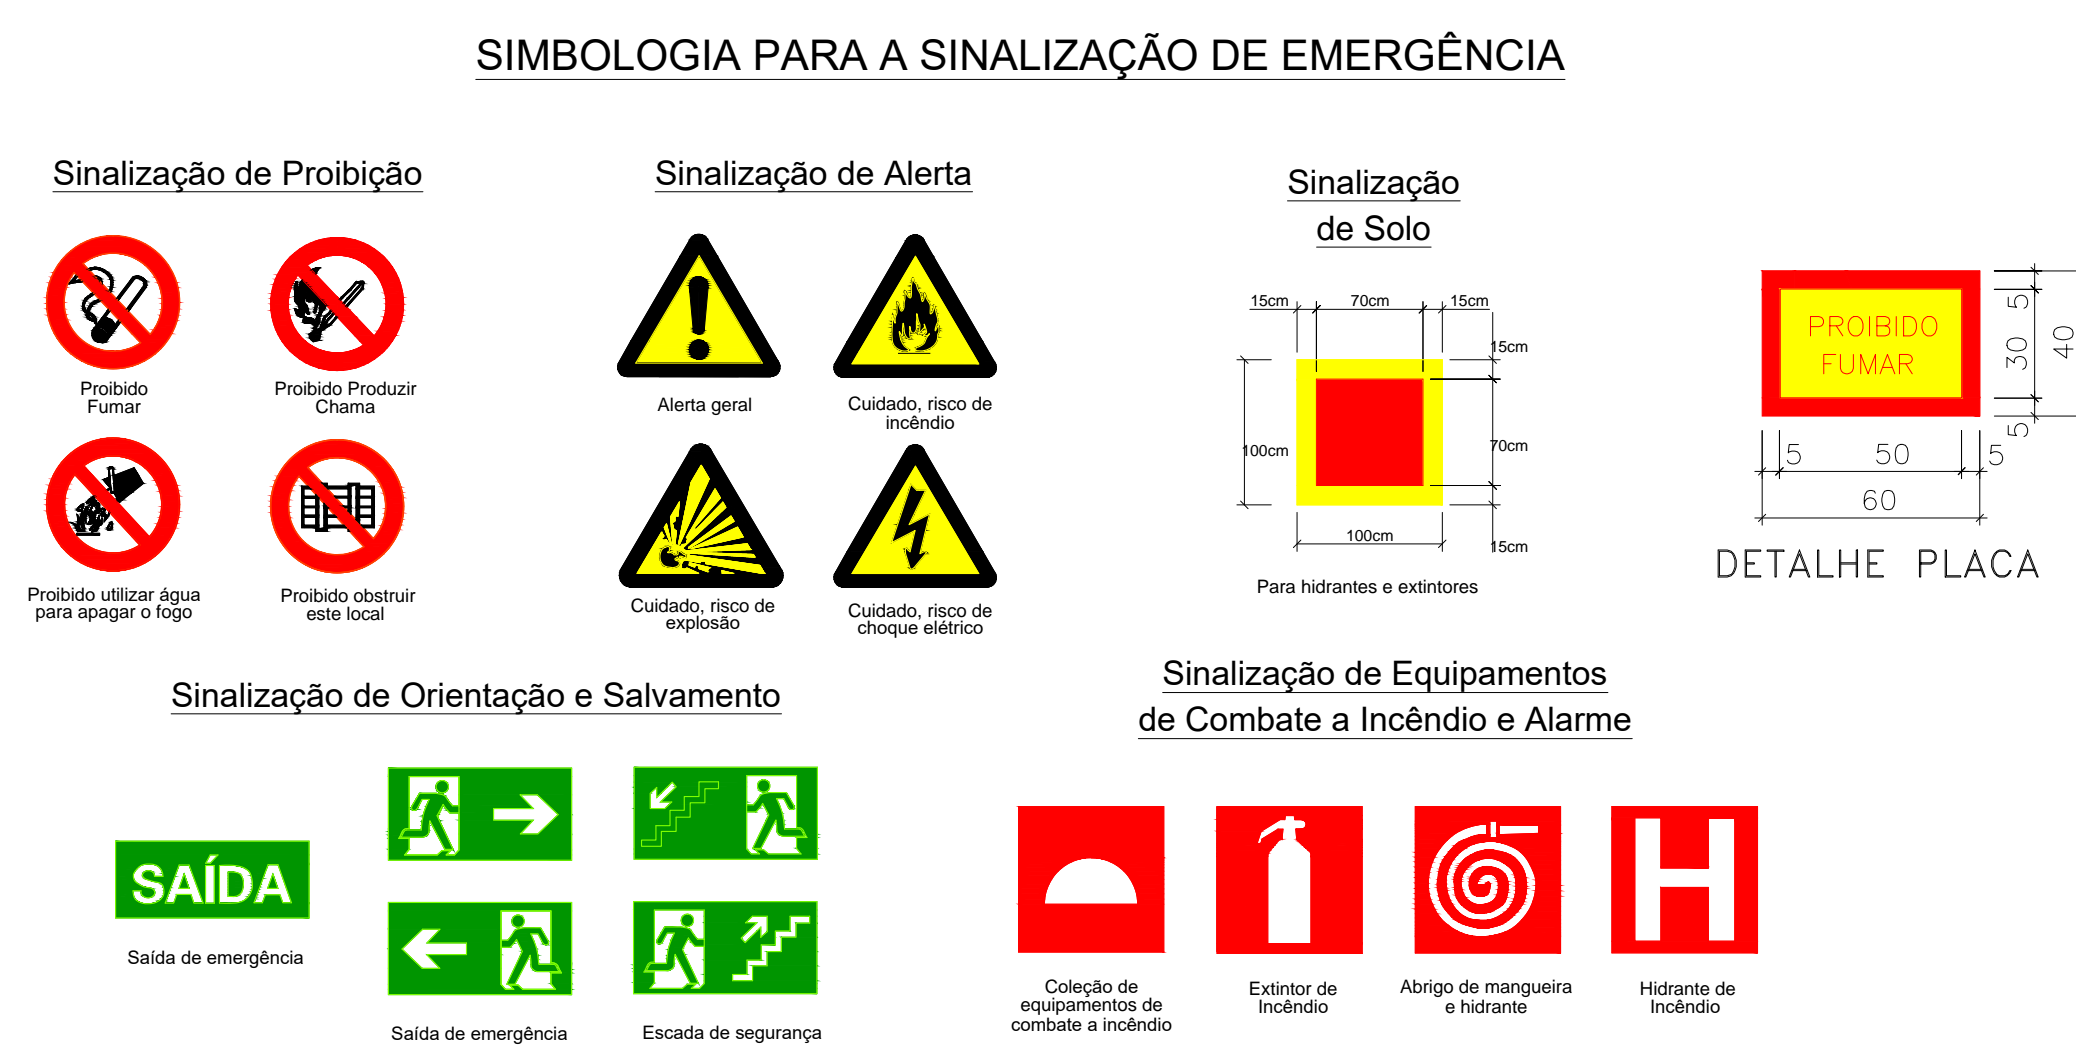 SIMBOLOGIA PARA A SINALIZAÇÃO DE EMERGÊNCIA
Sinalização de Proibição
Proibido
Fumar
Proibido Produzir
Chama
Proibido utilizar água
para apagar o fogo
Proibido obstruir
este local
Sinalização de Alerta
Alerta geral
Cuidado, risco de
incêndio
Cuidado, risco de
explosão
Cuidado, risco de
choque elétrico
Sinalização
de Solo
15cm
70cm
15cm
15cm
100cm
70cm
100cm
15cm
Para hidrantes e extintores
PROIBIDO
FUMAR
5
30
40
5
5
50
5
60
DETALHE PLACA
Sinalização de Orientação e Salvamento
SAÍDA
Saída de emergência
Saída de emergência
Escada de segurança
Sinalização de Equipamentos
de Combate a Incêndio e Alarme
Coleção de
equipamentos de
combate a incêndio
Extintor de
Incêndio
Abrigo de mangueira
e hidrante
H
Hidrante de
Incêndio